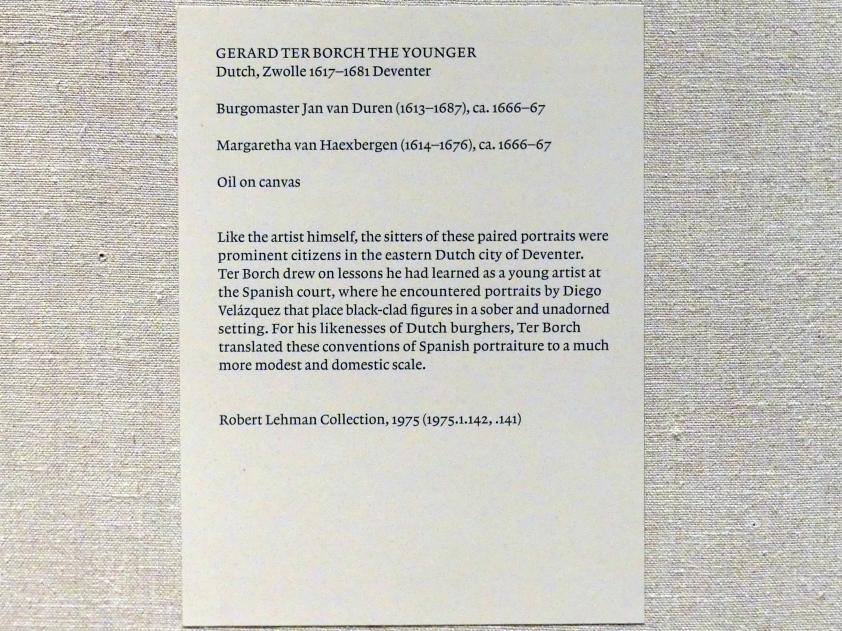 GERARD TER BORCH THE YOUNGER
Dutch, Zwolle 1617–1681 Deventer
Burgomaster Jan van Duren (1613–1687), ca. 1666–67
Margaretha van Haexbergen (1614–1676), ca. 1666–67
Oil on canvas
Like the artist himself, the sitters of these paired portraits were
prominent citizens in the eastern Dutch city of Deventer.
Ter Borch drew on lessons he had learned as a young artist at
the Spanish court, where he encountered portraits by Diego
Velázquez that place black-clad figures in a sober and unadorned
setting. For his likenesses of Dutch burghers, Ter Borch
translated these conventions of Spanish portraiture to a much
more modest and domestic scale.
Robert Lehman Collection, 1975 (1975.1.142, .141)